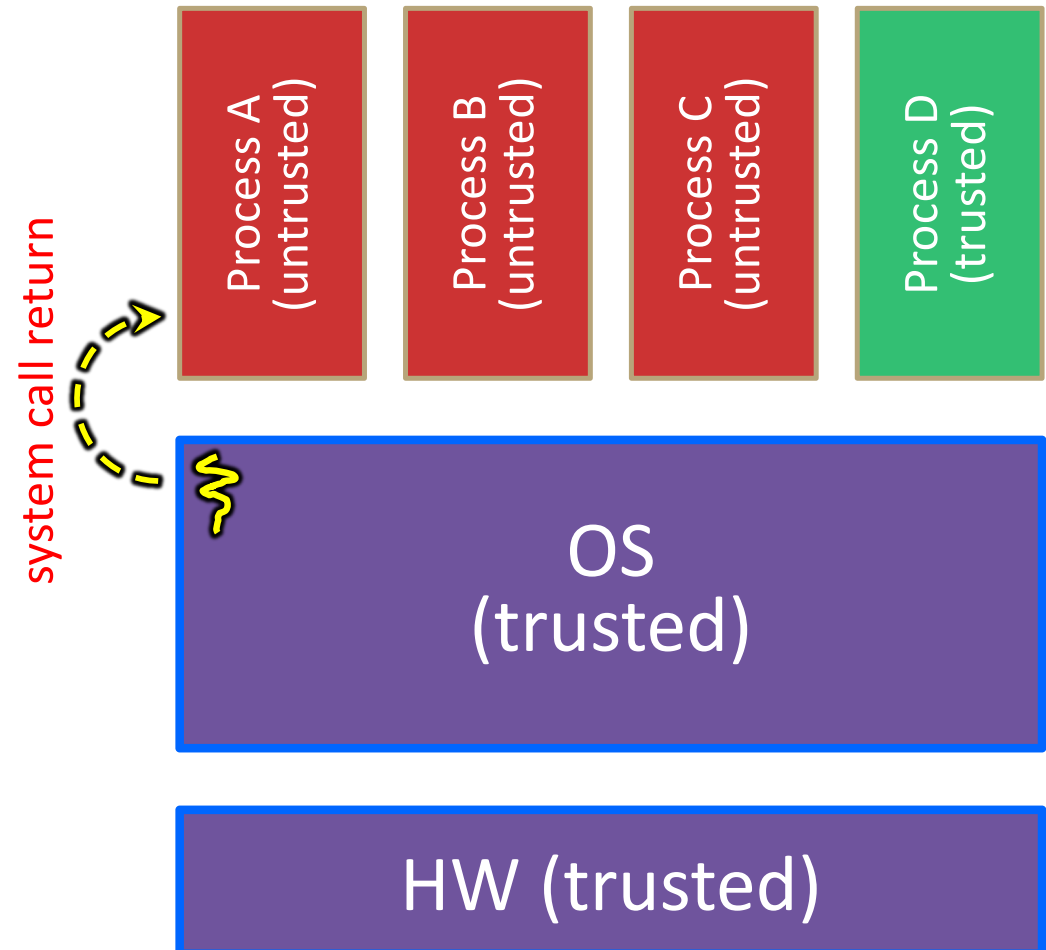 Process A
(untrusted)
Process B
(untrusted)
Process C
(untrusted)
Process D
(trusted)
system call return
OS
(trusted)
HW (trusted)